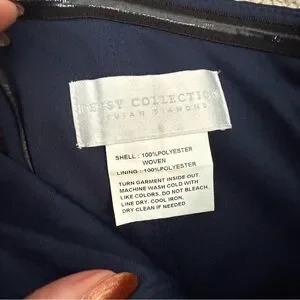 COLLECTION
DIAMOND
SHELL : 100%POLYESTER
WOVEN
LINING : 100%POLYESTER
TURN GARMENT INSIDE OUT.
MACHINE WASH COLD WITH
LIKE COLORS. DO NOT BLEACH.
LINE DRY. COOL IRON.
DRY CLEAN IF NEEDED